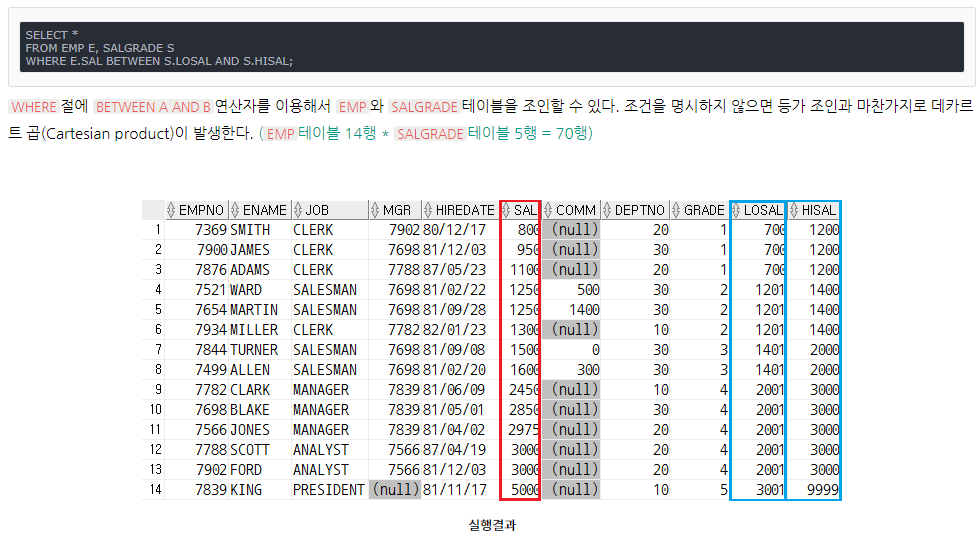 SELECT *
FROM EMP E, SALGRADE S
WHERE E.SAL BETWEEN S.LOSAL AND S.HISAL;
WHERE 절에 BETWEEN A AND B 연산자를 이용해서 EMP 와 SALGRADE 테이블을 조인할 수 있다. 조건을 명시하지 않으면 등가 조인과 마찬가지로 데카르
트 곱(Cartesian product)이 발생한다. ( EMP 테이블 14행 * SALGRADE 테이블 5행 = 70행)
EMPNO ENAME JOB MGR HIREDATE SAL COMM DEPTNO GRADE LOSAL HISAL
1 7369 SMITH CLERK 7902 80/12/17 800 (null) 20 1 700 1200
2 7900 JAMES CLERK 7698 81/12/03 950 (null) 30 1 700 1200
3 7876 ADAMS CLERK 7788 87/05/23 1100 (null) 20 1 700 1200
4 7521 WARD SALESMAN 7698 81/02/22 1250 500 30 2 1201 1400
5 7654 MARTIN SALESMAN 7698 81/09/28 1250 1400 30 2 1201 1400
6 7934 MILLER CLERK 7782 82/01/23 1300 (null) 10 2 1201 1400
7 7844 TURNER SALESMAN 7698 81/09/08 1500 0 30 3 1401 2000
8 7499 ALLEN SALESMAN 7698 81/02/20 1600 300 30 3 1401 2000
9 7782 CLARK MANAGER 7839 81/06/09 2450 (null) 10 4 2001 3000
10 7698 BLAKE MANAGER 7839 81/05/01 2850 (null) 30 4 2001 3000
11 7566 JONES MANAGER 7839 81/04/02 2975 (null) 20 4 2001 3000
12 7788 SCOTT ANALYST 7566 87/04/19 3000 (null) 20 4 2001 3000
13 7902 FORD ANALYST 7566 81/12/03 3000 (null) 20 4 2001 3000
14 7839 KING PRESIDENT (null) 81/11/17 5000 (null) 10 5 3001 9999
실행결과